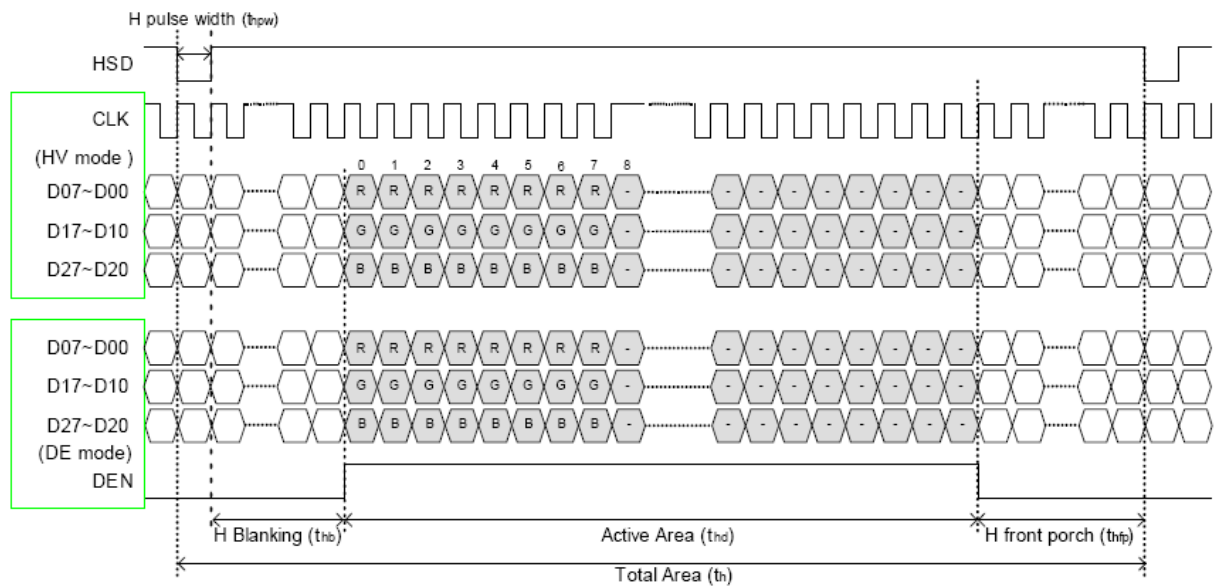 H pulse width (thpw)
HSD
CLK
(HV mode )
0 1 2 3 4 5 6 7 8
D07~D00 R R R R R R R R - - - - - - - - -
D17~D10 G G G G G G G G - - - - - - - - -
D27~D20 B B B B B B B B - - - - - - - - -
D07~D00 R R R R R R R R - - - - - - - - -
D17~D10 G G G G G G G G - - - - - - - - -
D27~D20 B B B B B B B B - - - - - - - - -
(DE mode)
DEN
H Blanking (thb) Active Area (thd) H front porch (thfp)
Total Area (th)